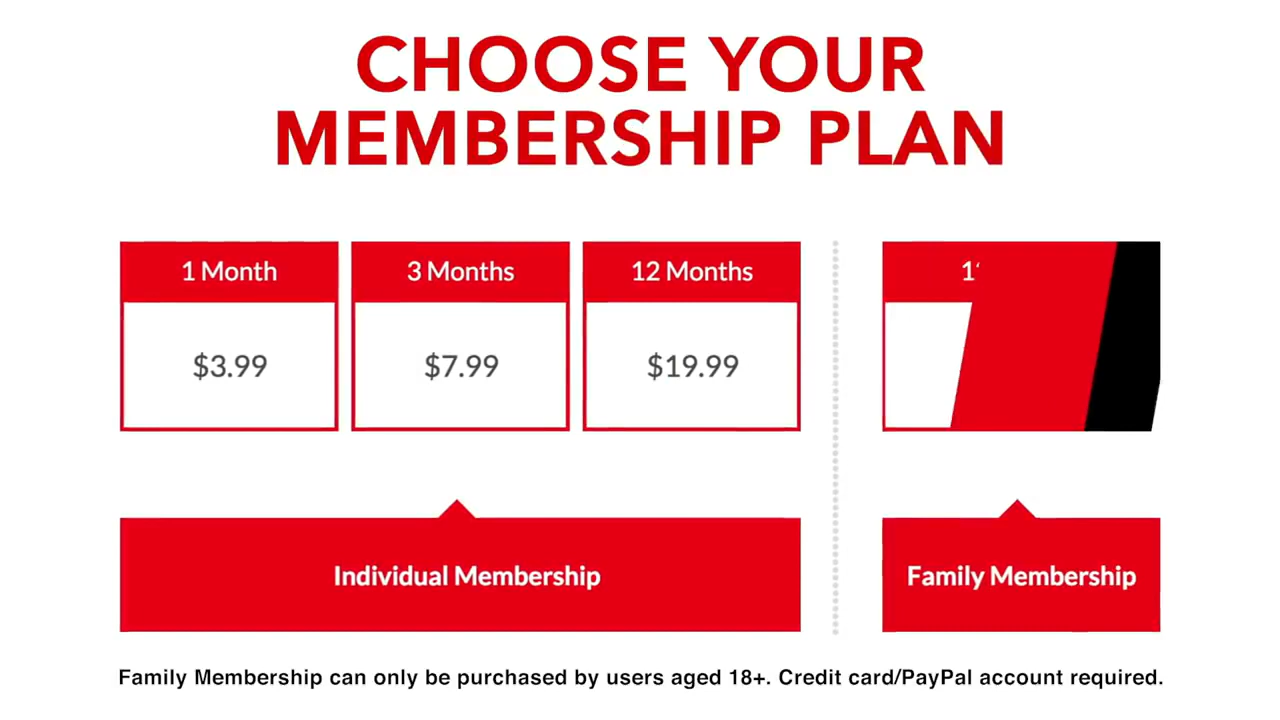 CHOOSE YOUR
MEMBERSHIP PLAN
1 Month
3 Months
12 Months
$3.99
$7.99
$19.99
Individual Membership
Family Membership
Family Membership can only be purchased by users aged 18+. Credit card/PayPal account required.